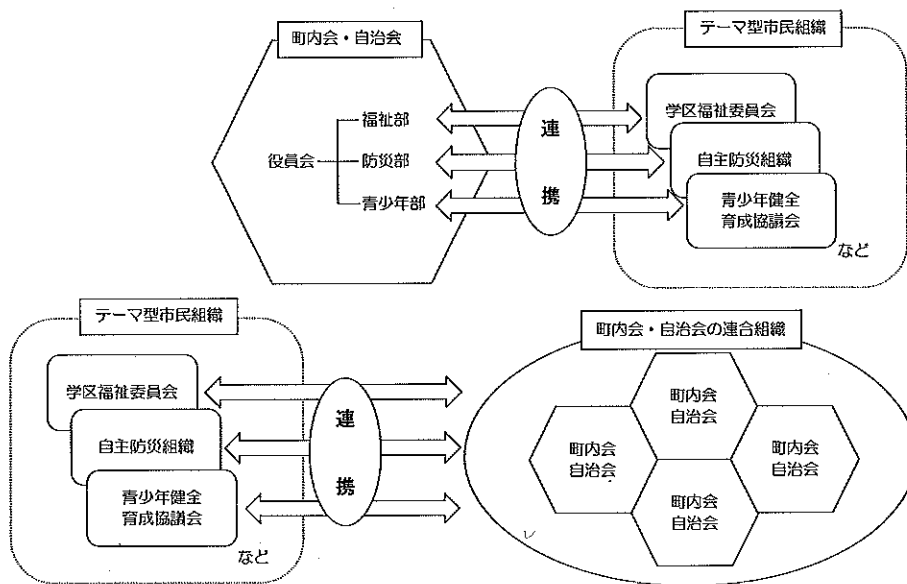 町内会・自治会
テーマ型市民組織
福祉部
役員会
防災部
青少年部
連
携
学区福祉委員会
自主防災組織
青少年健全
育成協議会
など
テーマ型市民組織
学区福祉委員会
自主防災組織
青少年健全
育成協議会
など
連
携
町内会・自治会の連合組織
町内会
自治会
町内会
自治会
町内会
自治会
町内会
自治会